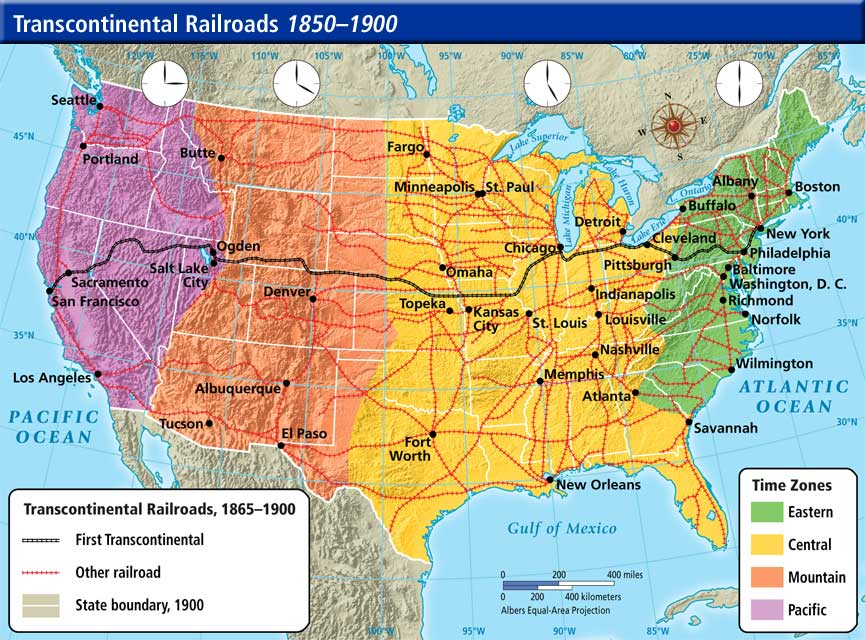 Transcontinental Railroads 1850–1900
120°W
115°W
110°W
105°W
100°W
95°W
90°W
85°W
80°W
75°W
70°W
65°W
N
W
E
S
45°N
40°N
35°N
30°N
45°N
40°N
35°N
30°N
Seattle
Portland
Butte
Fargo
Minneapolis
St. Paul
Lake Superior
Lake Michigan
Lake Huron
Lake Erie
Ontario
Albany
Boston
Buffalo
Detroit
Cleveland
New York
Chicago
Pittsburgh
Philadelphia
Baltimore
Washington, D. C.
Richmond
Norfolk
Ogden
Salt Lake
City
Sacramento
San Francisco
Omaha
Denver
Topeka
Kansas
City
Indianapolis
St. Louis
Louisville
Nashville
Los Angeles
Albuquerque
Memphis
Wilmington
Atlanta
PACIFIC
OCEAN
ATLANTIC
OCEAN
Tucson
El Paso
Fort
Worth
Savannah
New Orleans
Gulf of Mexico
Transcontinental Railroads, 1865–1900
First Transcontinental
Other railroad
State boundary, 1900
0 200 400 miles
0 200 400 kilometers
Albers Equal-Area Projection
Time Zones
Eastern
Central
Mountain
Pacific
100°W
95°W
90°W
85°W